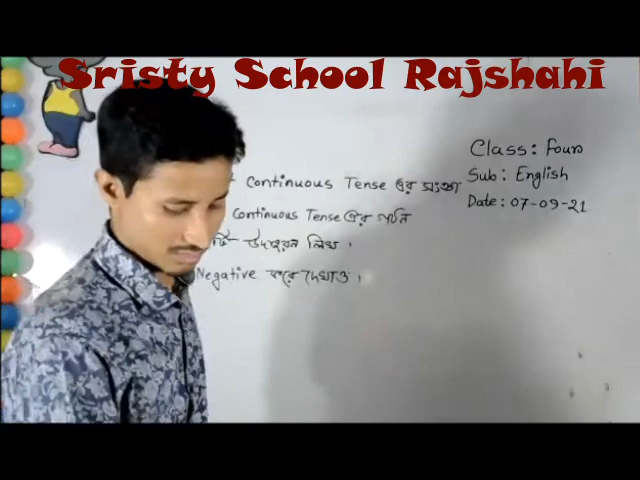 Sristy School Rajshahi
Class: Four
Sub: English
Date: 07-09-21
Continuous Tense এর সংজ্ঞা
Continuous Tense এর গঠন
টি উদাহরন লিখ।
Negative করে দেখাও।